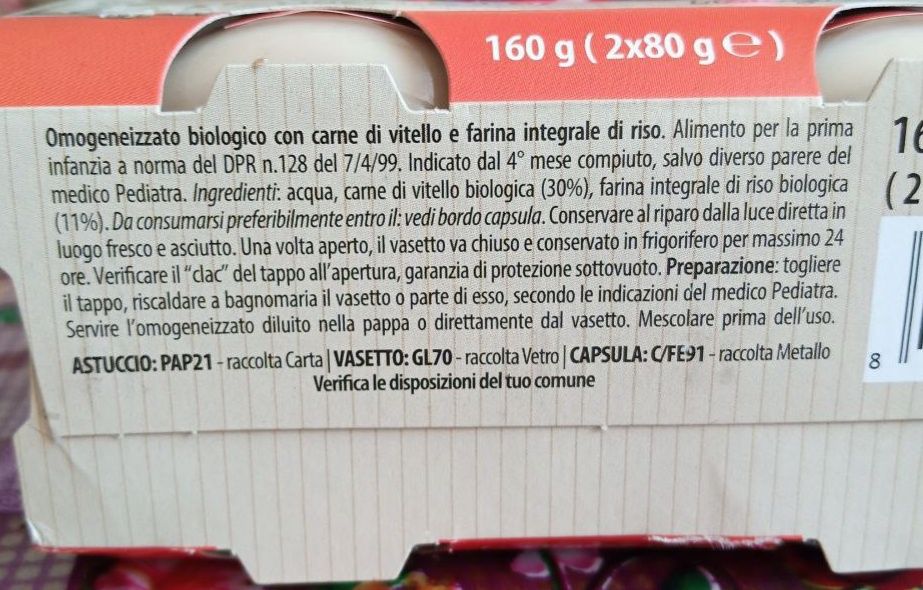 160 g ( 2x80 g ℮ )
Omogeneizzato biologico con carne di vitello e farina integrale di riso. Alimento per la prima
infanzia a norma del DPR n.128 del 7/4/99. Indicato dal 4° mese compiuto, salvo diverso parere del
medico Pediatra. Ingredienti: acqua, carne di vitello biologica (30%), farina integrale di riso biologica
(11%). Da consumarsi preferibilmente entro il: vedi bordo capsula. Conservare al riparo dalla luce diretta in
luogo fresco e asciutto. Una volta aperto, il vasetto va chiuso e conservato in frigorifero per massimo 24
ore. Verificare il “clac” del tappo all'apertura, garanzia di protezione sottovuoto. Preparazione: togliere
il tappo, riscaldare a bagnomaria il vasetto o parte di esso, secondo le indicazioni del medico Pediatra.
Servire l'omogeneizzato diluito nella pappa o direttamente dal vasetto. Mescolare prima dell'uso.
ASTUCCIO: PAP21 - raccolta Carta | VASETTO: GL70 - raccolta Vetro | CAPSULA: C/FE91 - raccolta Metallo
Verifica le disposizioni del tuo comune
(2
8